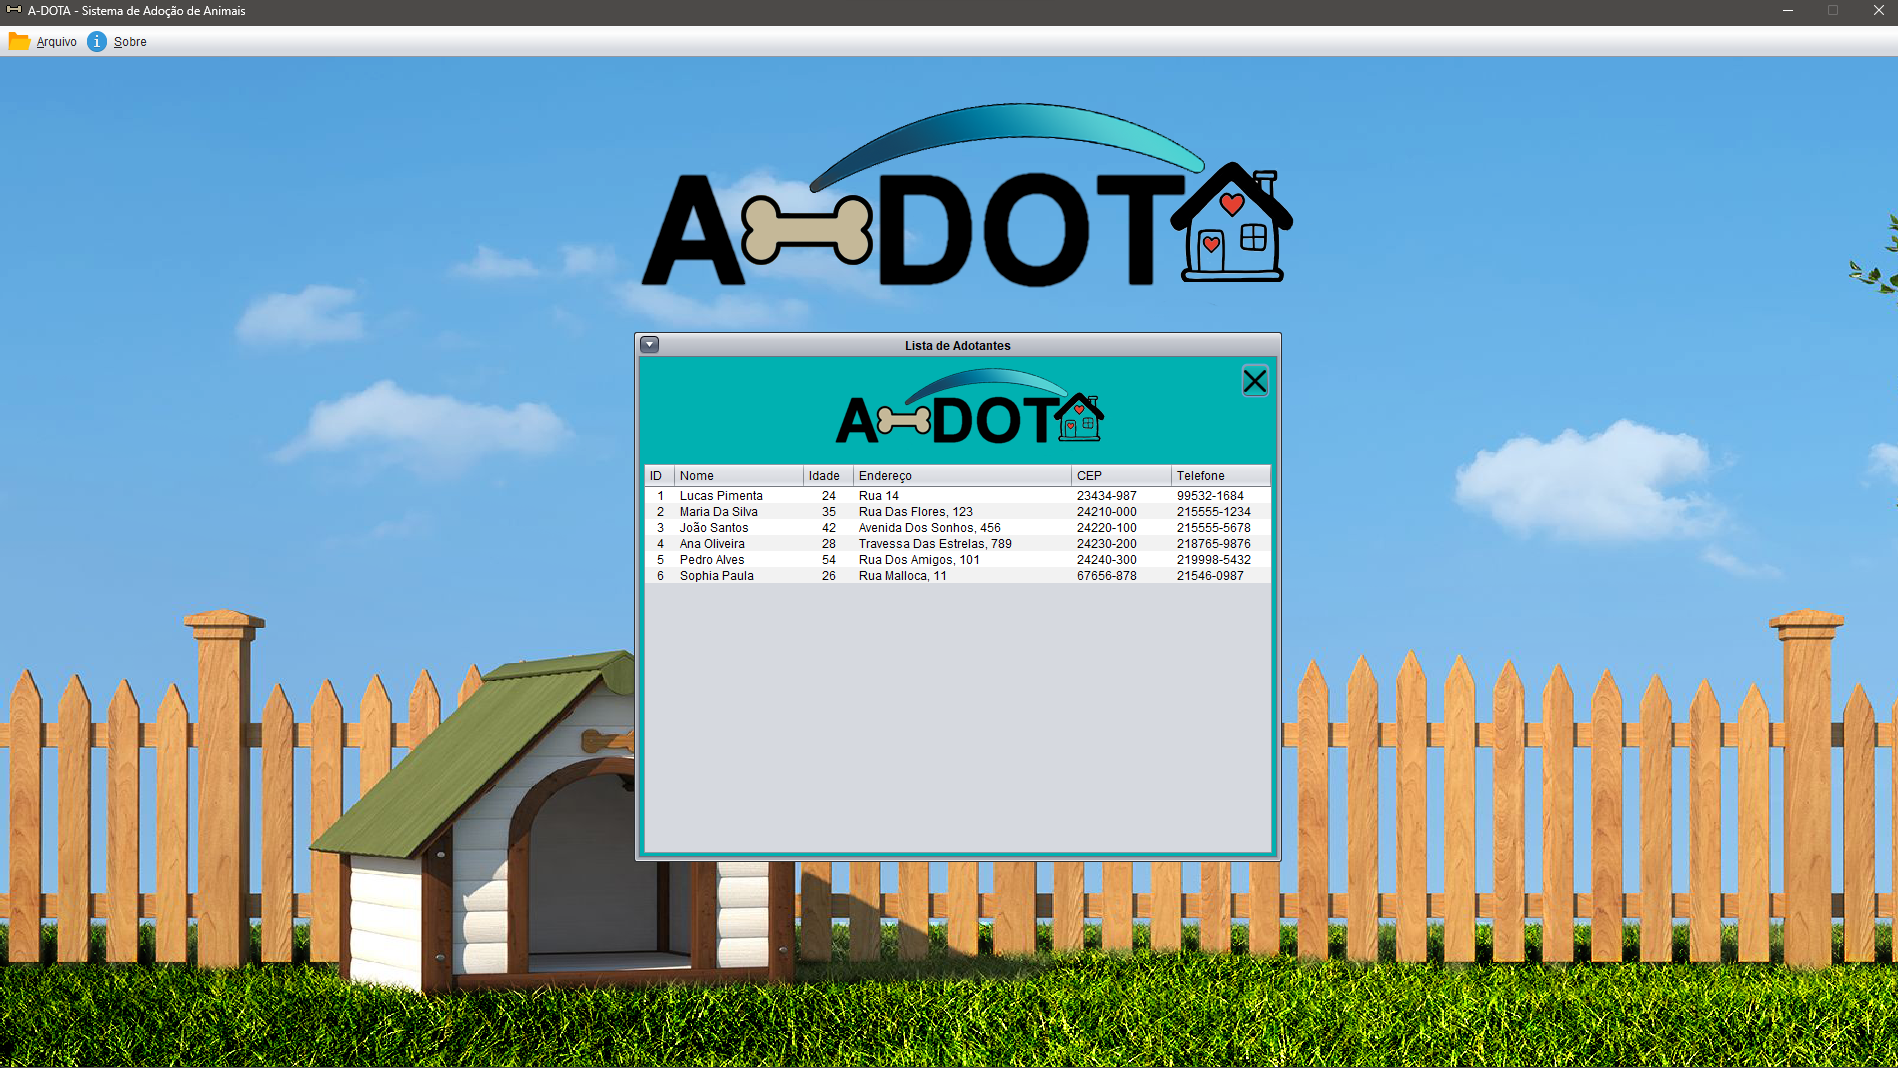 A-DOTA - Sistema de Adoção de Animais
Arquivo Sobre
A DOT
Lista de Adotantes
A DOT
ID Nome Idade Endereço CEP Telefone
1 Lucas Pimenta 24 Rua 14 23434-987 99532-1684
2 Maria Da Silva 35 Rua Das Flores, 123 24210-000 215555-1234
3 João Santos 42 Avenida Dos Sonhos, 456 24220-100 215555-5678
4 Ana Oliveira 28 Travessa Das Estrelas, 789 24230-200 218765-9876
5 Pedro Alves 54 Rua Dos Amigos, 101 24240-300 219998-5432
6 Sophia Paula 26 Rua Malloca, 11 67656-878 21546-0987